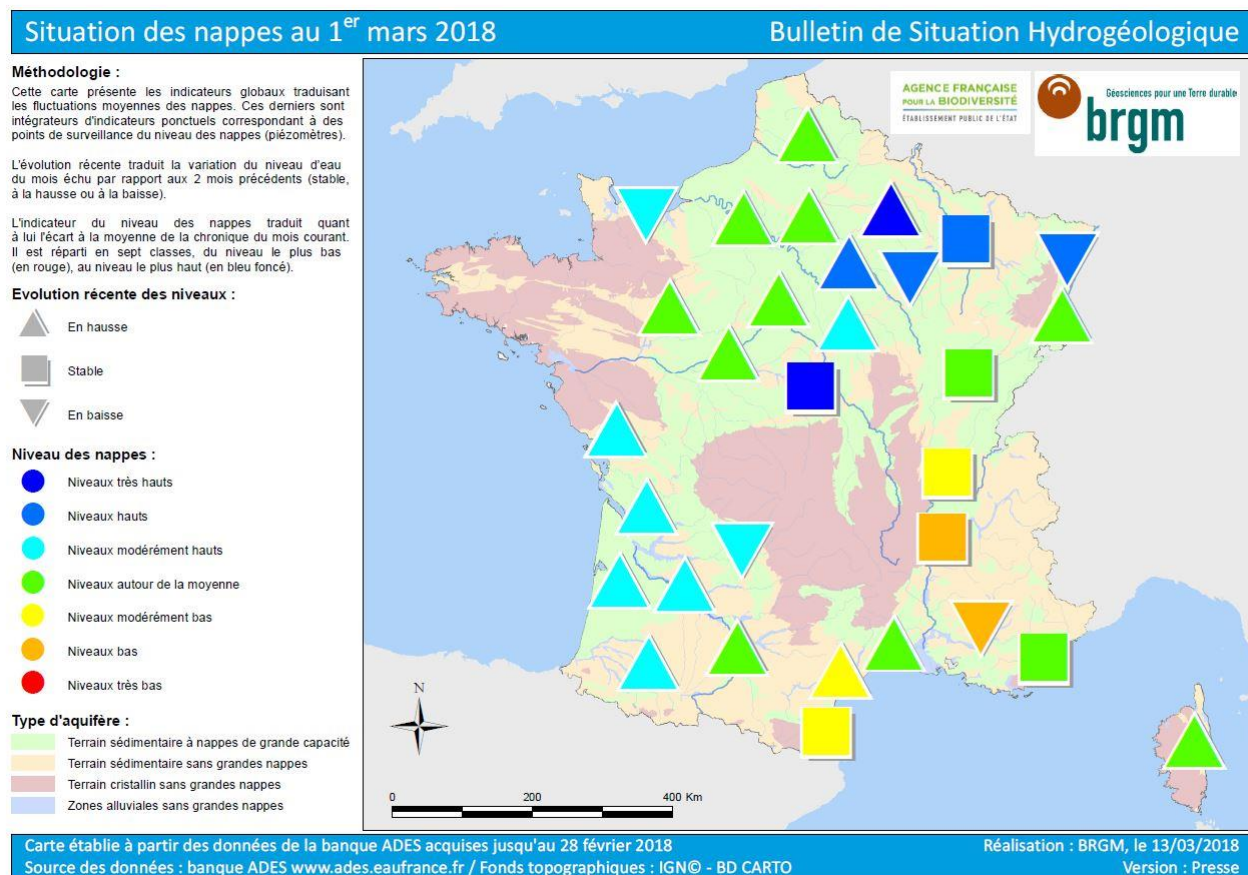 Situation des nappes au 1er mars 2018
Bulletin de Situation Hydrogéologique
Méthodologie :
Cette carte présente les indicateurs globaux traduisant
les fluctuations moyennes des nappes. Ces derniers sont
intégrateurs d'indicateurs ponctuels correspondant à des
points de surveillance du niveau des nappes (piézomètres).
L'évolution récente traduit la variation du niveau d'eau
du mois échu par rapport aux 2 mois précédents (stable,
à la hausse ou à la baisse).
L'indicateur du niveau des nappes traduit quant
à lui l'écart à la moyenne de la chronique du mois courant.
Il est réparti en sept classes, du niveau le plus bas
(en rouge), au niveau le plus haut (en bleu foncé).
Evolution récente des niveaux :
En hausse
Stable
En baisse
Niveau des nappes :
Niveaux très hauts
Niveaux hauts
Niveaux modérément hauts
Niveaux autour de la moyenne
Niveaux modérément bas
Niveaux bas
Niveaux très bas
Type d'aquifère :
Terrain sédimentaire à nappes de grande capacité
Terrain sédimentaire sans grandes nappes
Terrain cristallin sans grandes nappes
Zones alluviales sans grandes nappes
AGENCE FRANÇAISE
POUR LA BIODIVERSITÉ
ÉTABLISSEMENT PUBLIC DE L'ÉTAT
Géosciences pour une Terre durable
brgm
N
0 200 400 Km
Carte établie à partir des données de la banque ADES acquises jusqu'au 28 février 2018
Source des données : banque ADES www.ades.eaufrance.fr / Fonds topographiques : IGN© - BD CARTO
Réalisation : BRGM, le 13/03/2018
Version : Presse